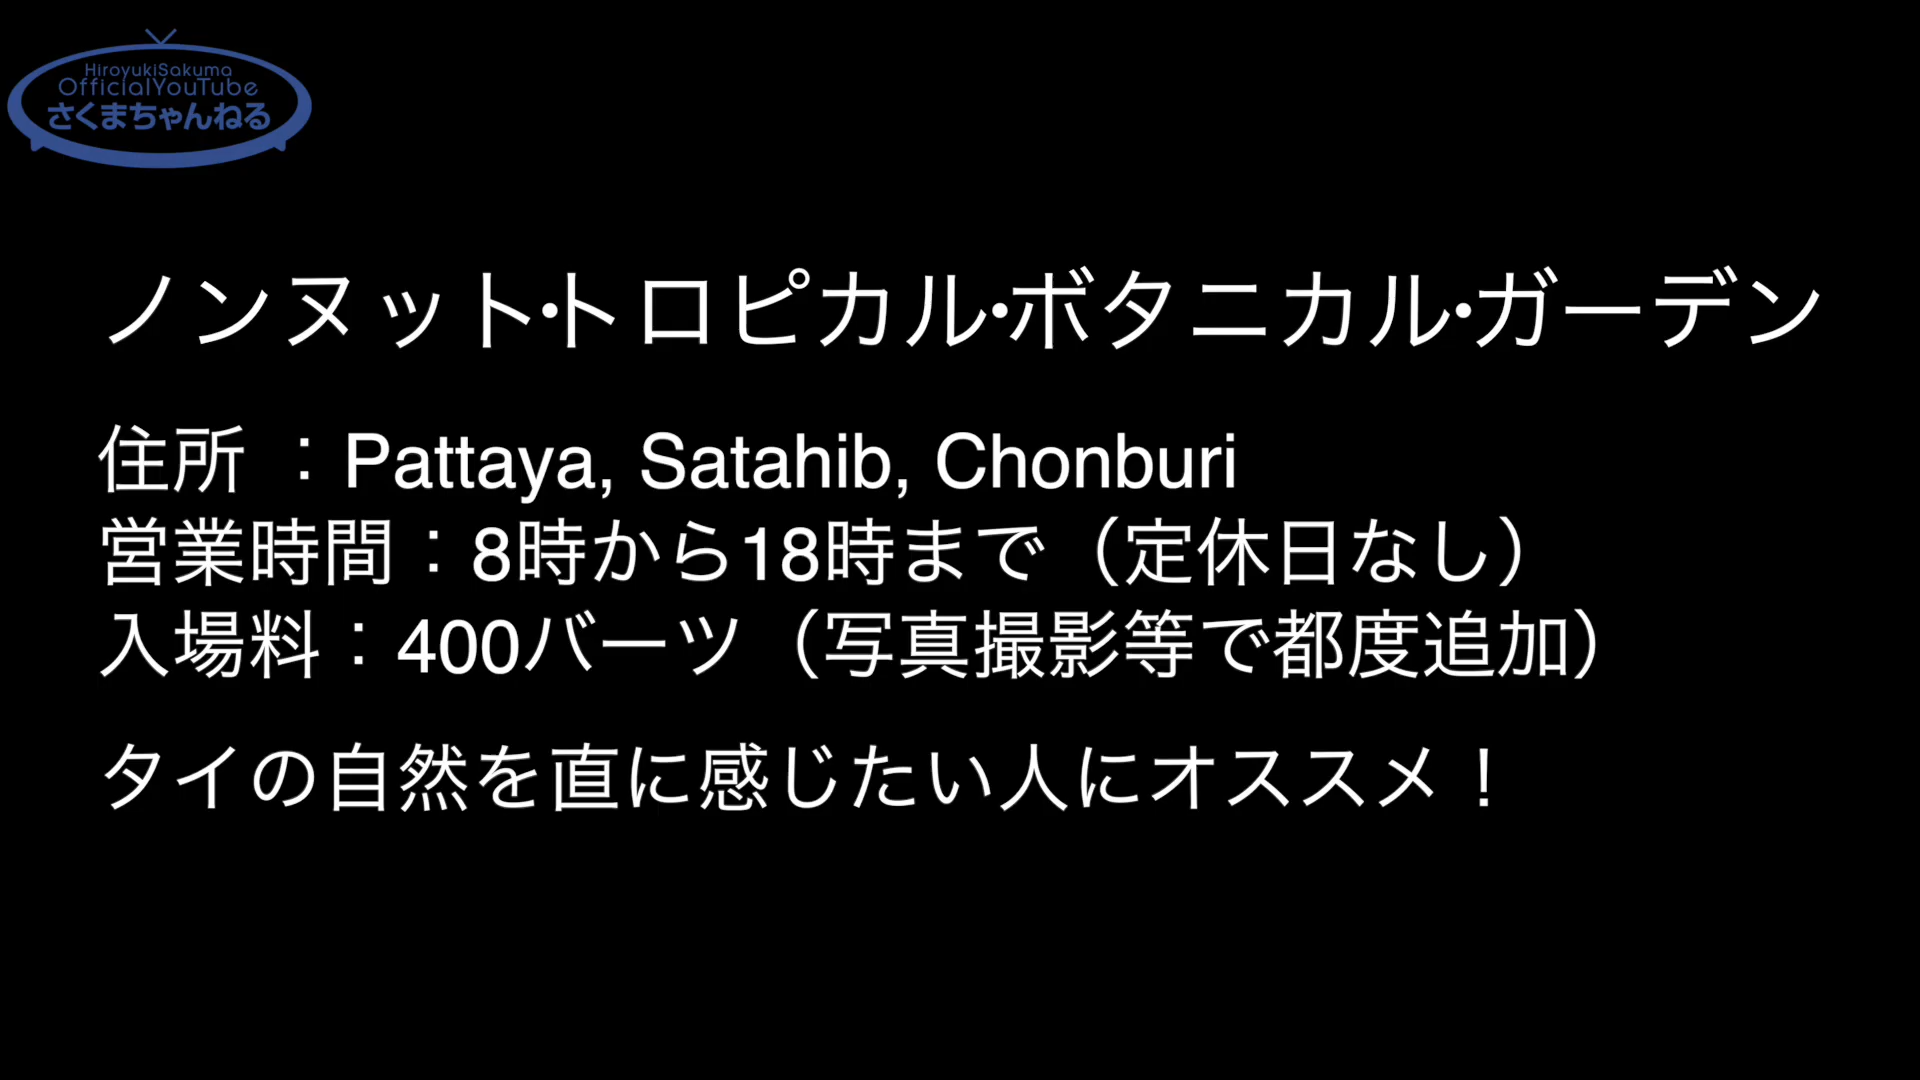 HiroyukiSakuma
OfficialYouTube
さくまちゃんねる
ノンヌット・トロピカル・ボタニカル・ガーデン
住所 ：Pattaya, Satahib, Chonburi
営業時間：8時から18時まで（定休日なし）
入場料：400バーツ（写真撮影等で都度追加）
タイの自然を直に感じたい人にオススメ！